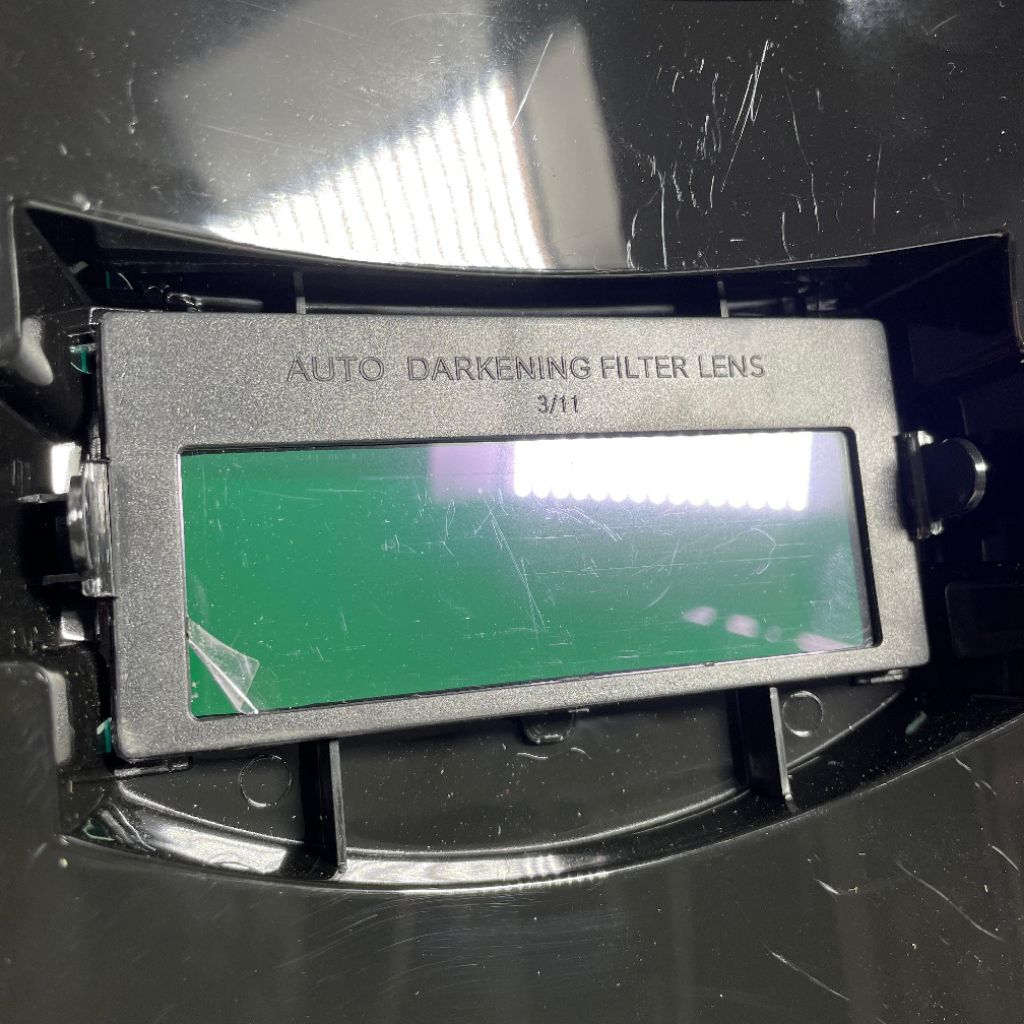 AUTO DARKENING FILTER LENS
3/11